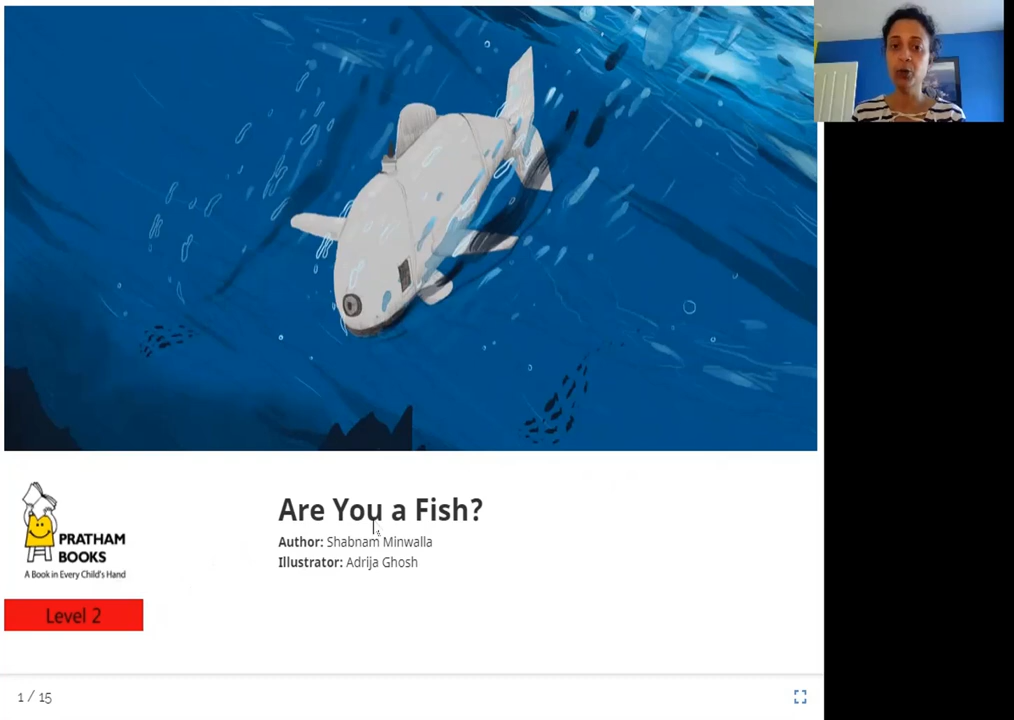 Are You a Fish?
Author: Shabnam Minwalla
Illustrator: Adrija Ghosh
PRATHAM
BOOKS
A Book in Every Child's Hand
Level 2
1 / 15